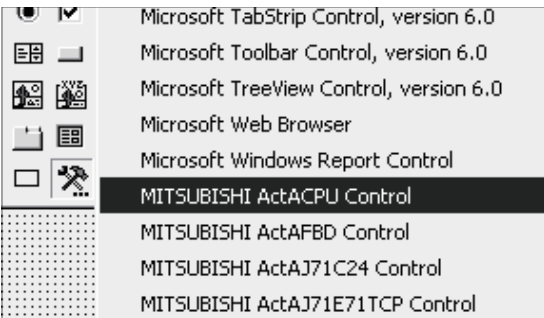 Microsoft TabStrip Control, version 6.0
Microsoft Toolbar Control, version 6.0
Microsoft TreeView Control, version 6.0
Microsoft Web Browser
Microsoft Windows Report Control
MITSUBISHI ActACPU Control
MITSUBISHI ActAFBD Control
MITSUBISHI ActAJ71C24 Control
MITSUBISHI ActAJ71E71TCP Control